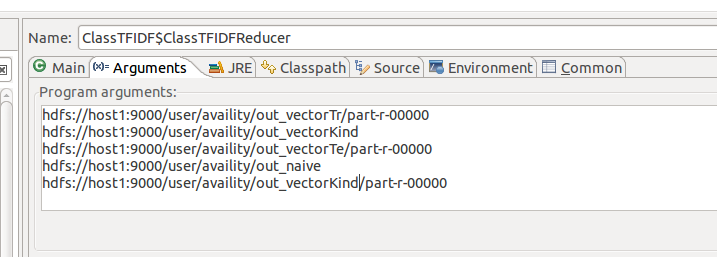 Name: ClassTFIDF$ClassTFIDFReducer
Main (x)= Arguments JRE Classpath Source Environment Common
Program arguments:
hdfs://host1:9000/user/availity/out_vectorTr/part-r-00000
hdfs://host1:9000/user/availity/out_vectorKind
hdfs://host1:9000/user/availity/out_vectorTe/part-r-00000
hdfs://host1:9000/user/availity/out_naive
hdfs://host1:9000/user/availity/out_vectorKind/part-r-00000